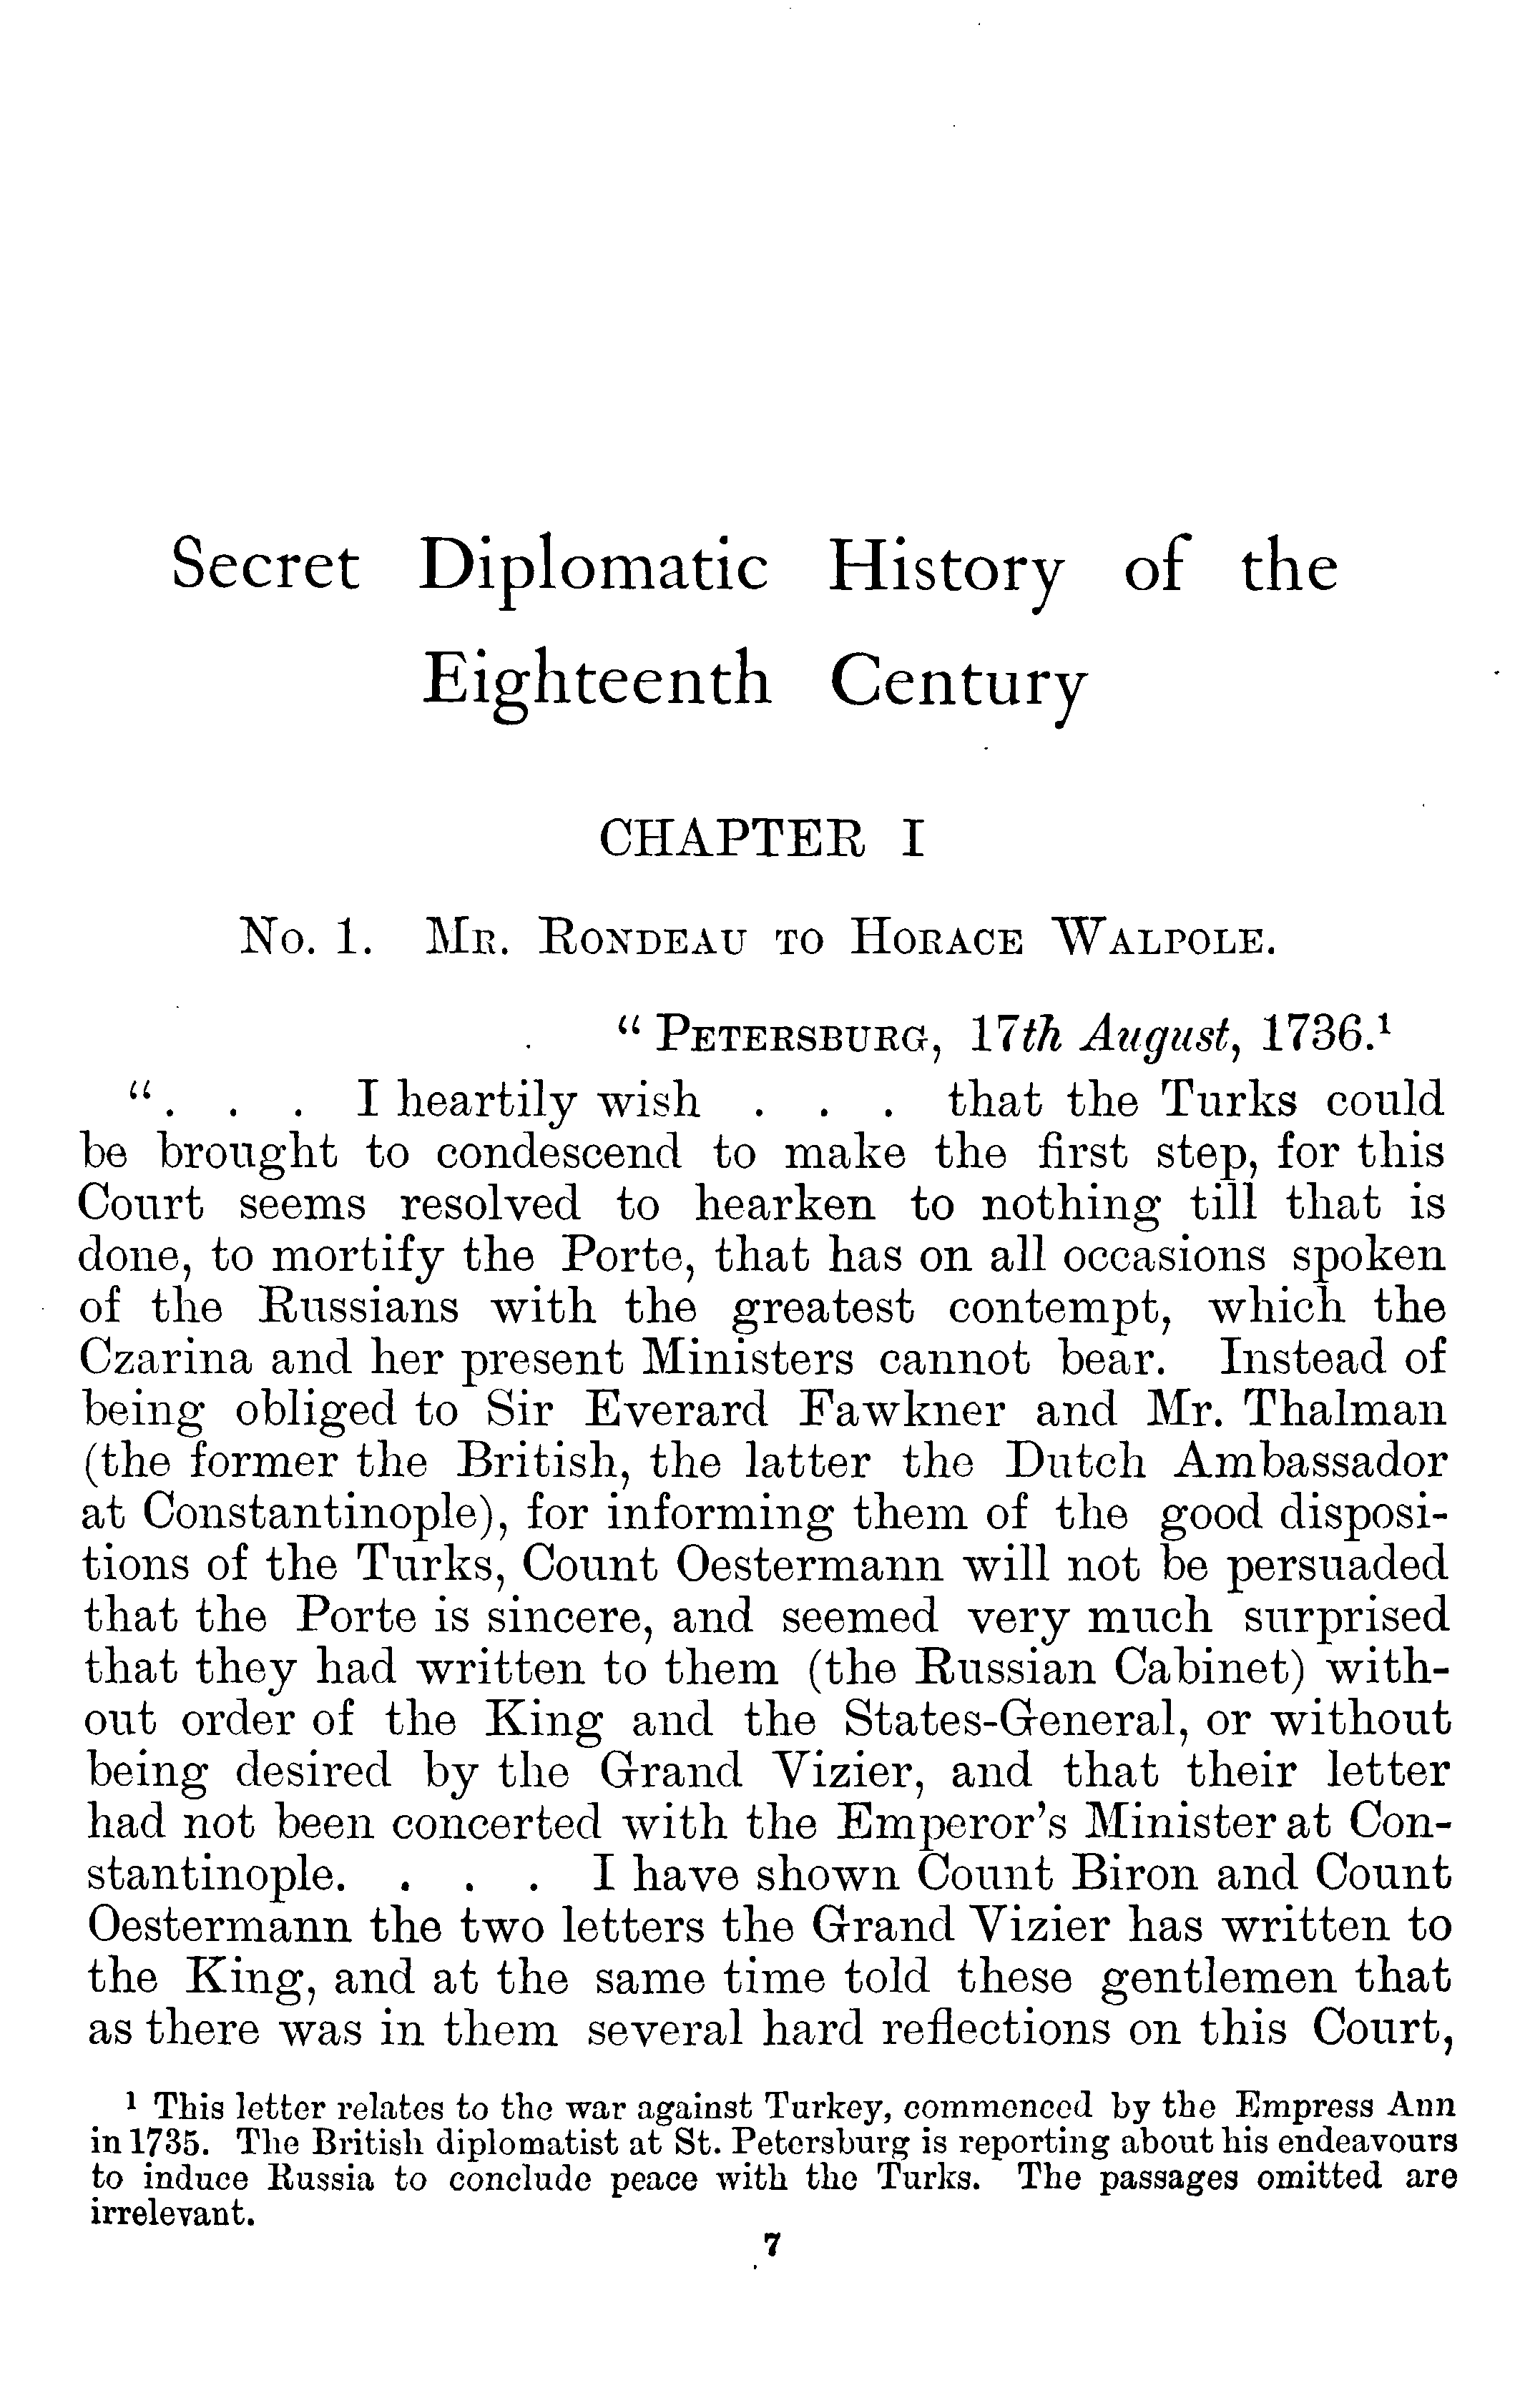 Secret Diplomatic History of the
Eighteenth Century
CHAPTER I
No. 1. Mr. Rondeau to Horace Walpole.
“ Petersburg, 17th August, 1736.¹
“ . . . I heartily wish . . . that the Turks could
be brought to condescend to make the first step, for this
Court seems resolved to hearken to nothing till that is
done, to mortify the Porte, that has on all occasions spoken
of the Russians with the greatest contempt, which the
Czarina and her present Ministers cannot bear. Instead of
being obliged to Sir Everard Fawkner and Mr. Thalman
(the former the British, the latter the Dutch Ambassador
at Constantinople), for informing them of the good disposi-
tions of the Turks, Count Oestermann will not be persuaded
that the Porte is sincere, and seemed very much surprised
that they had written to them (the Russian Cabinet) with-
out order of the King and the States-General, or without
being desired by the Grand Vizier, and that their letter
had not been concerted with the Emperor’s Minister at Con-
stantinople. . . . I have shown Count Biron and Count
Oestermann the two letters the Grand Vizier has written to
the King, and at the same time told these gentlemen that
as there was in them several hard reflections on this Court,
¹ This letter relates to the war against Turkey, commenced by the Empress Ann
in 1735. The British diplomatist at St. Petersburg is reporting about his endeavours
to induce Russia to conclude peace with the Turks. The passages omitted are
irrelevant.
7